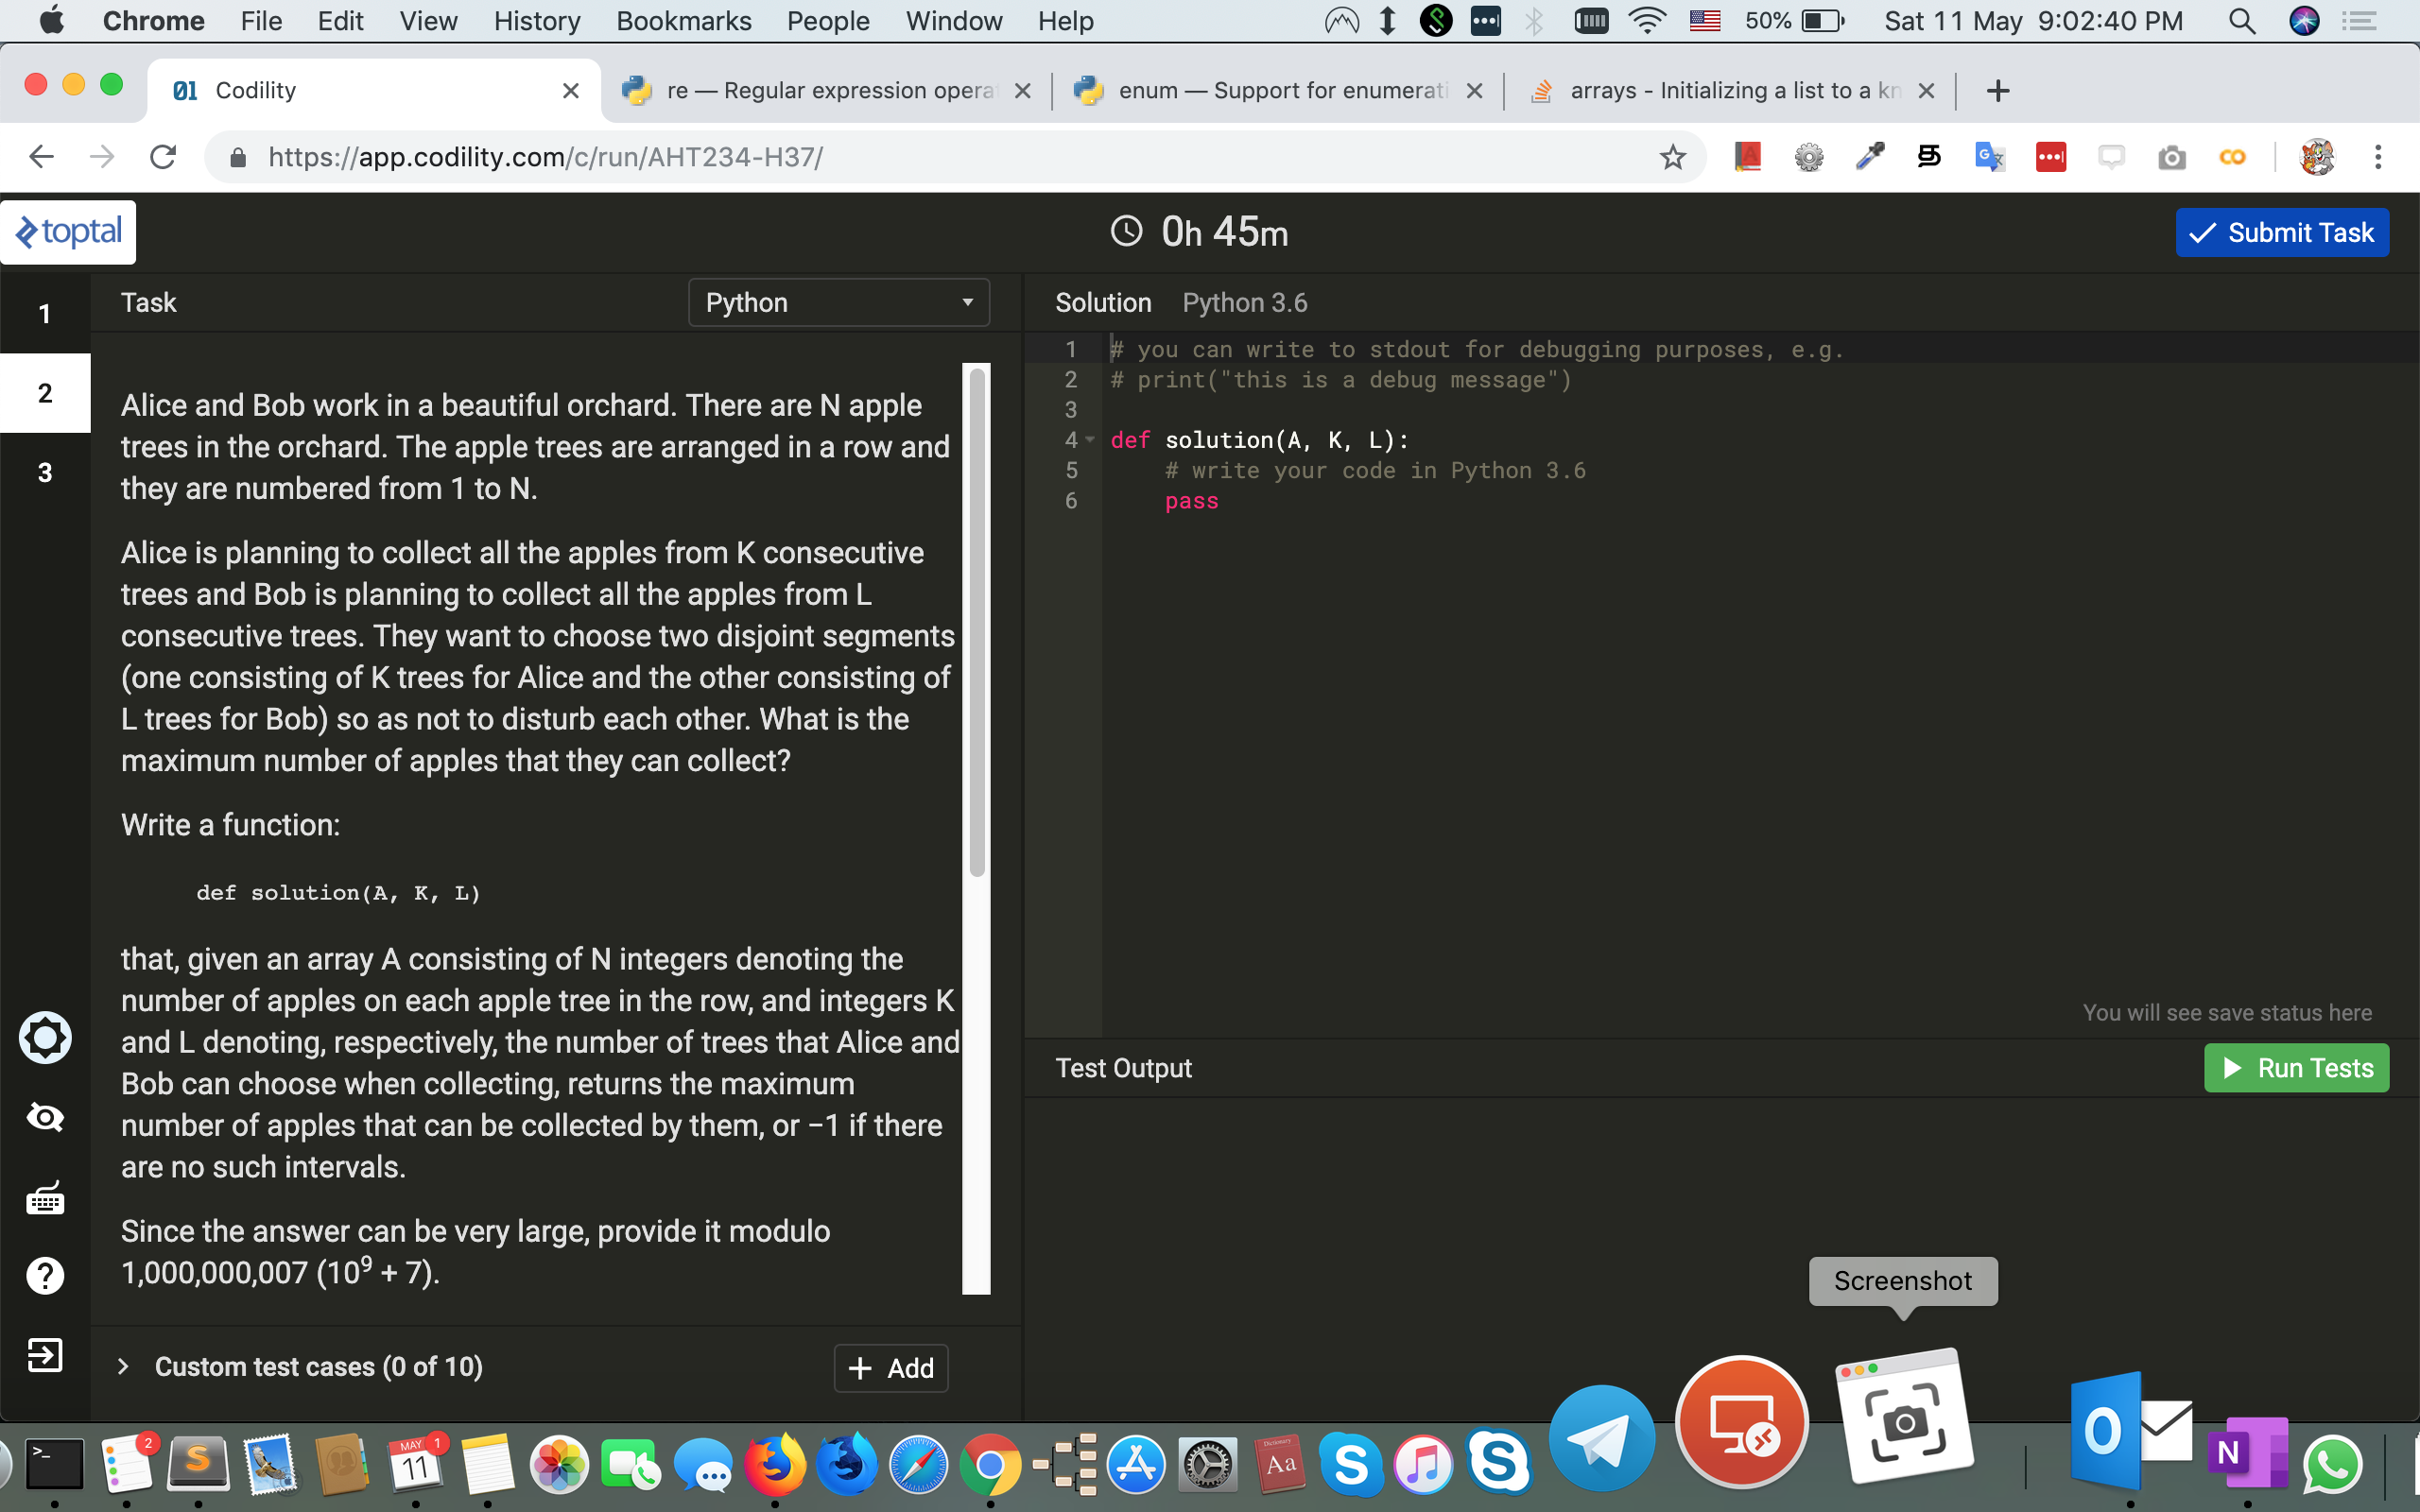 Chrome File Edit View History Bookmarks People Window Help 50% Sat 11 May 9:02:40 PM
01 Codility
re — Regular expression opera
enum — Support for enumerati
arrays - Initializing a list to a kn
https://app.codility.com/c/run/AHT234-H37/
toptal
0h 45m
Submit Task
1
2
3
Task
Python
Alice and Bob work in a beautiful orchard. There are N apple
trees in the orchard. The apple trees are arranged in a row and
they are numbered from 1 to N.
Alice is planning to collect all the apples from K consecutive
trees and Bob is planning to collect all the apples from L
consecutive trees. They want to choose two disjoint segments
(one consisting of K trees for Alice and the other consisting of
L trees for Bob) so as not to disturb each other. What is the
maximum number of apples that they can collect?
Write a function:
def solution(A, K, L)
that, given an array A consisting of N integers denoting the
number of apples on each apple tree in the row, and integers K
and L denoting, respectively, the number of trees that Alice and
Bob can choose when collecting, returns the maximum
number of apples that can be collected by them, or −1 if there
are no such intervals.
Since the answer can be very large, provide it modulo
1,000,000,007 (10⁹ + 7).
Custom test cases (0 of 10)
+ Add
Solution Python 3.6
1 # you can write to stdout for debugging purposes, e.g.
2 # print("this is a debug message")
3
4 def solution(A, K, L):
5 # write your code in Python 3.6
6 pass
You will see save status here
Test Output
Run Tests
Screenshot
2
MAY 1
11
Dictionary
Aa